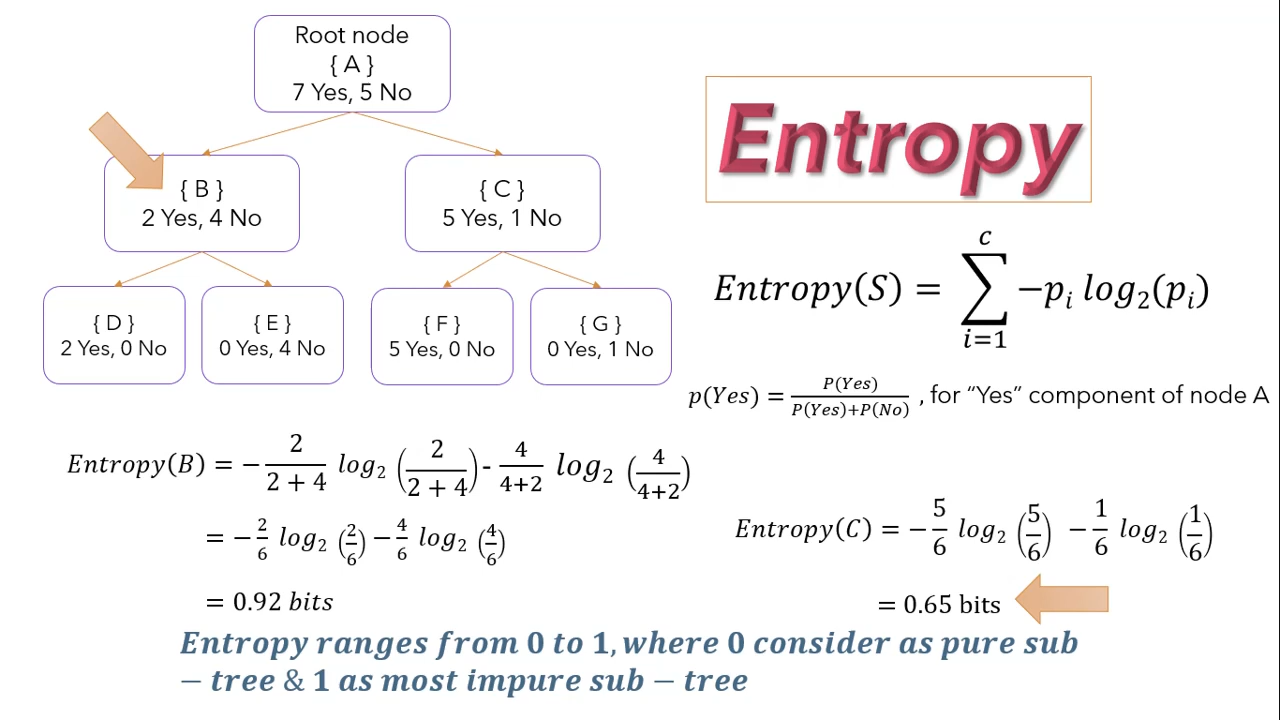 Root node
{ A }
7 Yes, 5 No
{ B }
2 Yes, 4 No
{ C }
5 Yes, 1 No
{ D }
2 Yes, 0 No
{ E }
0 Yes, 4 No
{ F }
5 Yes, 0 No
{ G }
0 Yes, 1 No
Entropy
Entropy(S) = ∑_{i=1}^{c} −p_i log₂(p_i)
p(Yes) = P(Yes) / P(Yes)+P(No) , for “Yes” component of node A
Entropy(B) = − 2/(2 + 4) log₂ (2/(2 + 4)) - 4/(4+2) log₂ (4/(4+2))
= − 2/6 log₂ (2/6) − 4/6 log₂ (4/6)
= 0.92 bits
Entropy(C) = − 5/6 log₂ (5/6) − 1/6 log₂ (1/6)
= 0.65 bits
Entropy ranges from 0 to 1, where 0 consider as pure sub
− tree & 1 as most impure sub − tree